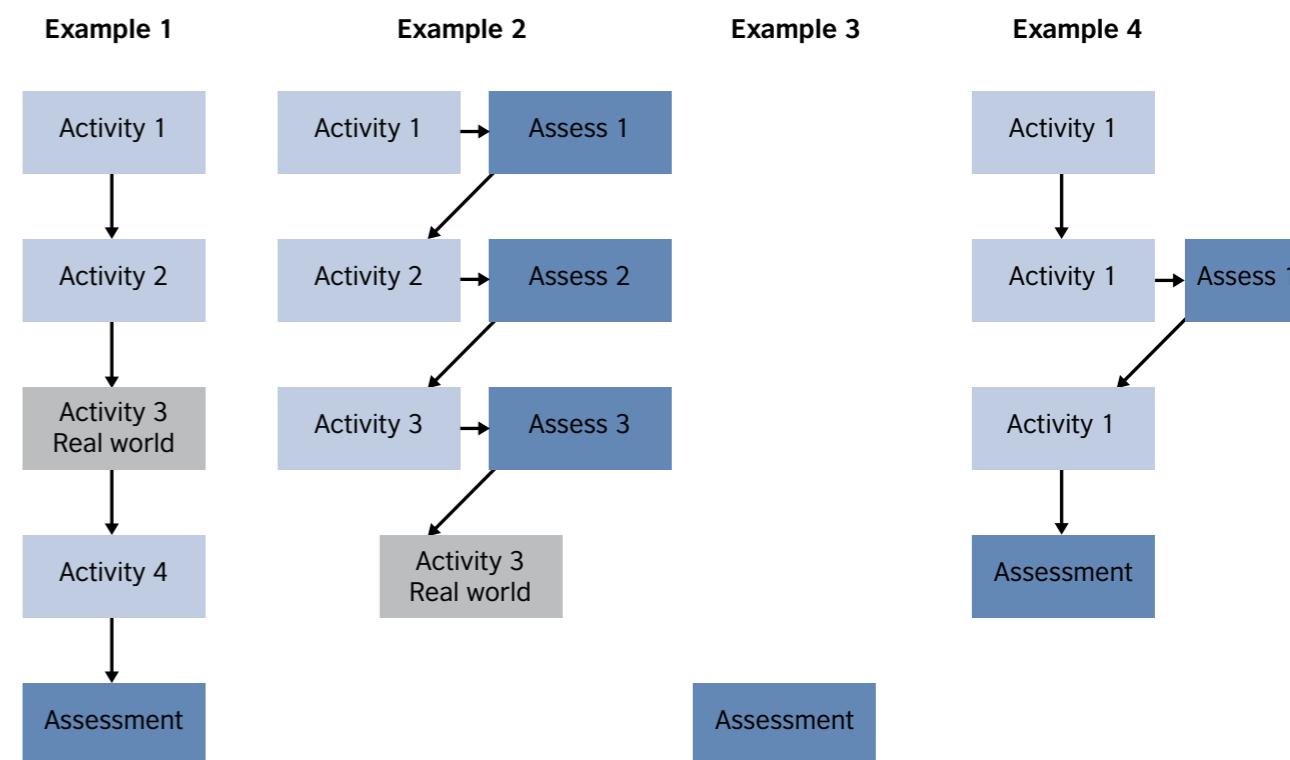 Example 1
Example 2
Example 3
Example 4
Activity 1
Activity 1
Assess 1
Activity 1
Activity 2
Activity 2
Assess 2
Activity 1
Assess 1
Activity 3
Real world
Activity 3
Assess 3
Activity 1
Activity 4
Activity 3
Real world
Assessment
Assessment
Assessment